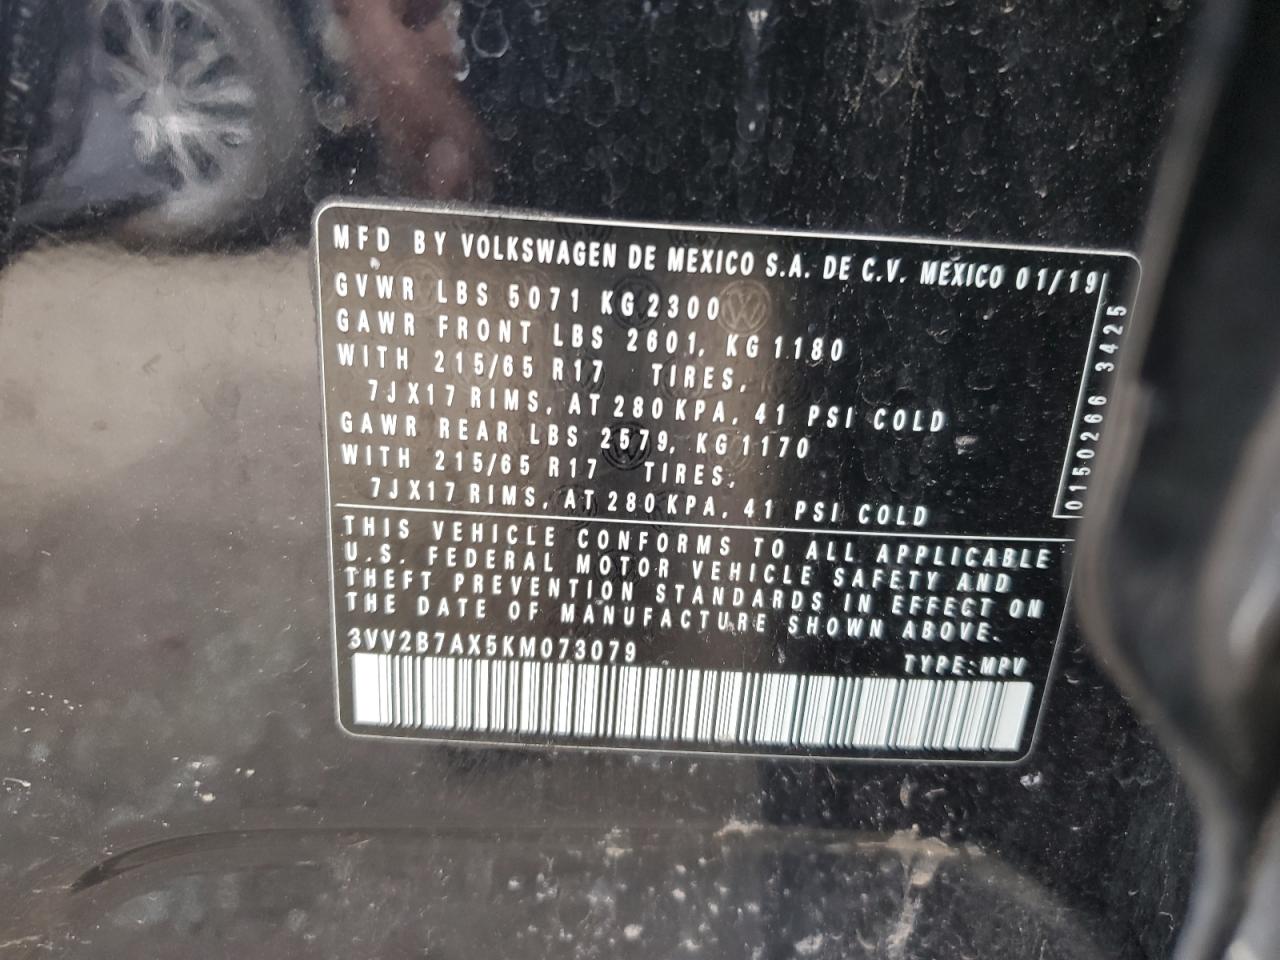 MFD BY VOLKSWAGEN DE MEXICO S.A. DE C.V. MEXICO 01/19
GVWR LBS 5071 KG 2300
GAWR FRONT LBS 2601, KG 1180
WITH 215/65 R17 TIRES,
7JX17 RIMS, AT 280 KPA, 41 PSI COLD
GAWR REAR LBS 2579, KG 1170
WITH 215/65 R17 TIRES,
7JX17 RIMS, AT 280 KPA, 41 PSI COLD
0150266 3425
THIS VEHICLE CONFORMS TO ALL APPLICABLE
U.S. FEDERAL MOTOR VEHICLE SAFETY AND
THEFT PREVENTION STANDARDS IN EFFECT ON
THE DATE OF MANUFACTURE SHOWN ABOVE.
3VV2B7AX5KM073079
TYPE:MPV